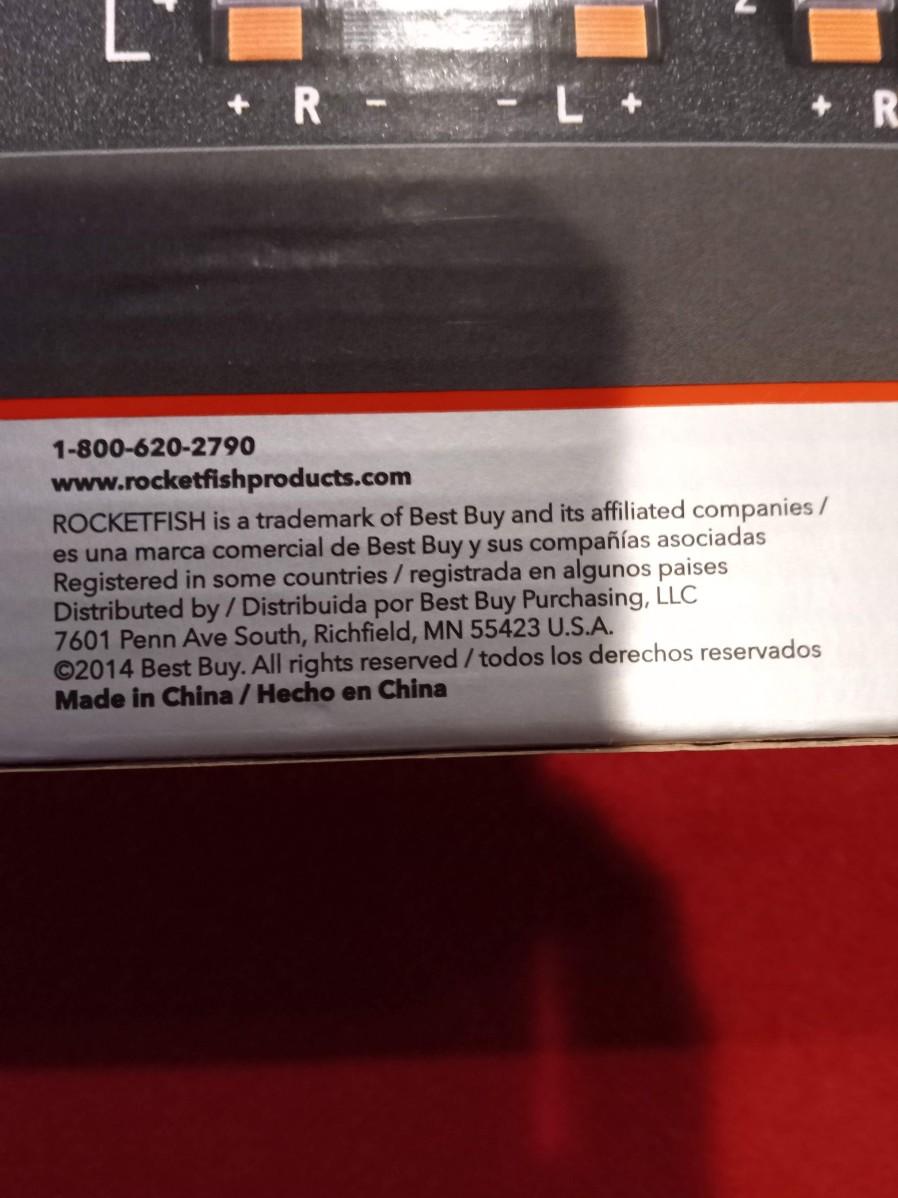 4
2
+ R - - L + + R
1-800-620-2790
www.rocketfishproducts.com
ROCKETFISH is a trademark of Best Buy and its affiliated companies /
es una marca comercial de Best Buy y sus compañías asociadas
Registered in some countries / registrada en algunos paises
Distributed by / Distribuida por Best Buy Purchasing, LLC
7601 Penn Ave South, Richfield, MN 55423 U.S.A.
©2014 Best Buy. All rights reserved / todos los derechos reservados
Made in China / Hecho en China